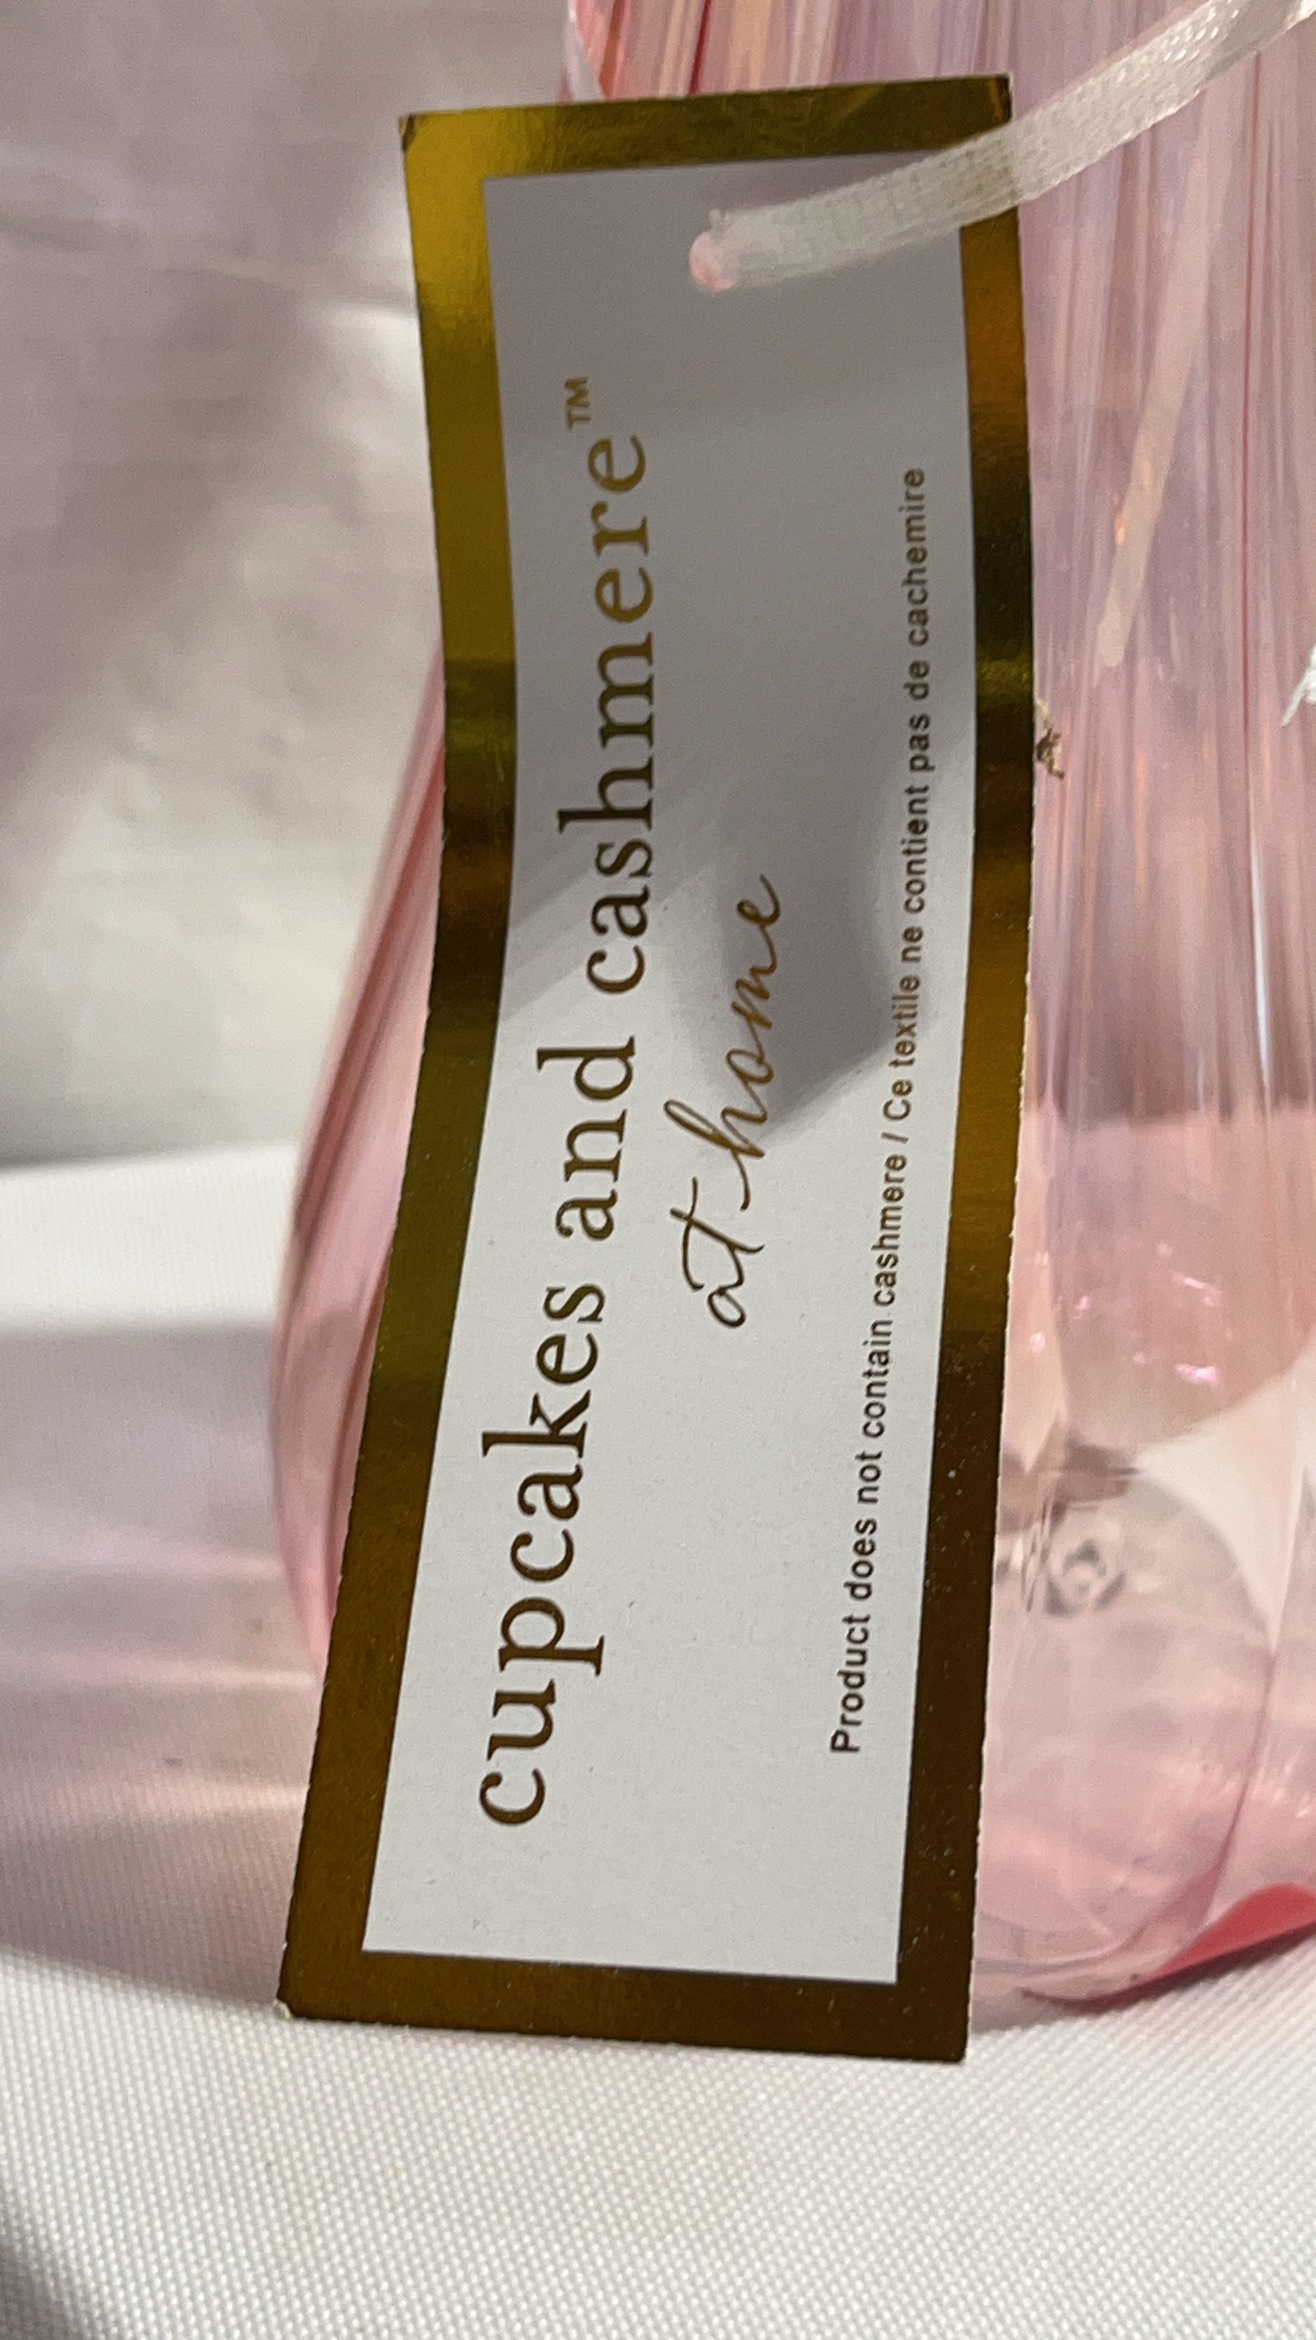 cupcakes and cashmere™
at home
Product does not contain cashmere / Ce textile ne contient pas de cachemire